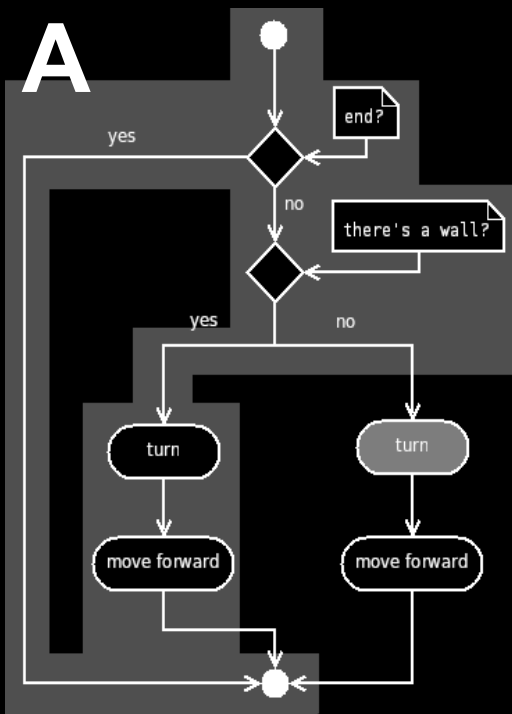 A
end?
yes
no
there's a wall?
yes
no
turn
turn
move forward
move forward